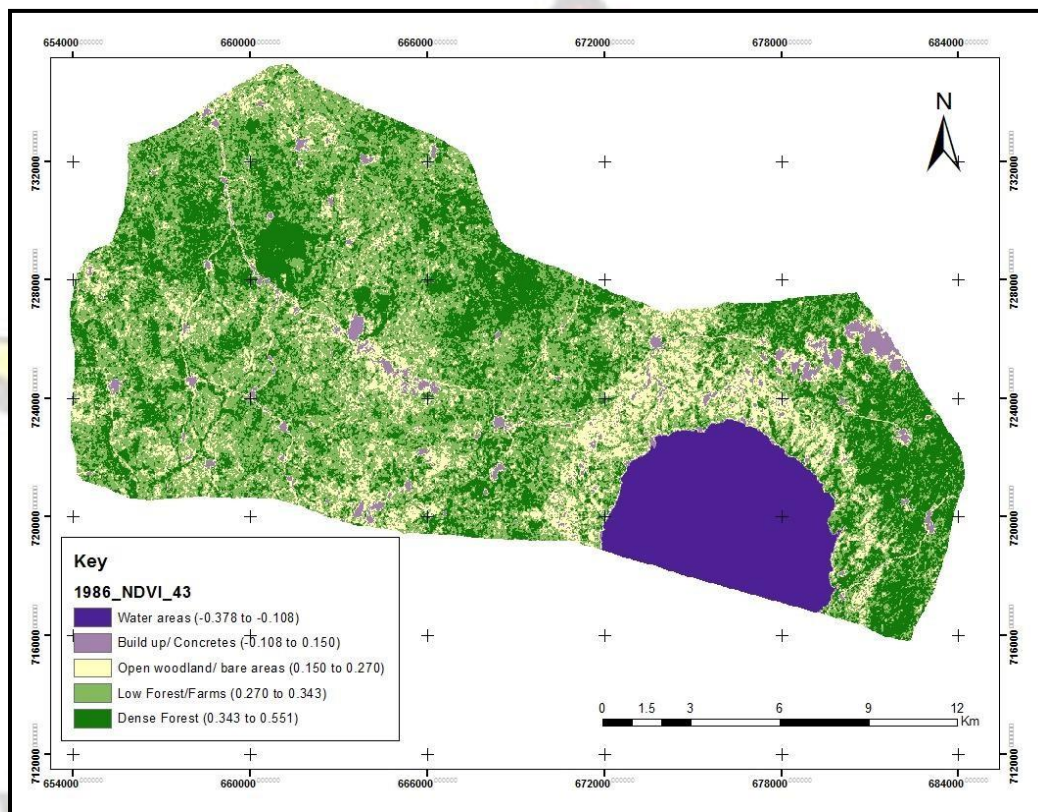 654000
660000
666000
672000
678000
684000
N
732000
732000
728000
728000
724000
724000
720000
720000
716000
716000
712000
712000
Key
1986_NDVI_43
Water areas (-0.378 to -0.108)
Build up/ Concretes (-0.108 to 0.150)
Open woodland/ bare areas (0.150 to 0.270)
Low Forest/Farms (0.270 to 0.343)
Dense Forest (0.343 to 0.551)
0 1.5 3 6 9 12
Km
654000
660000
666000
672000
678000
684000